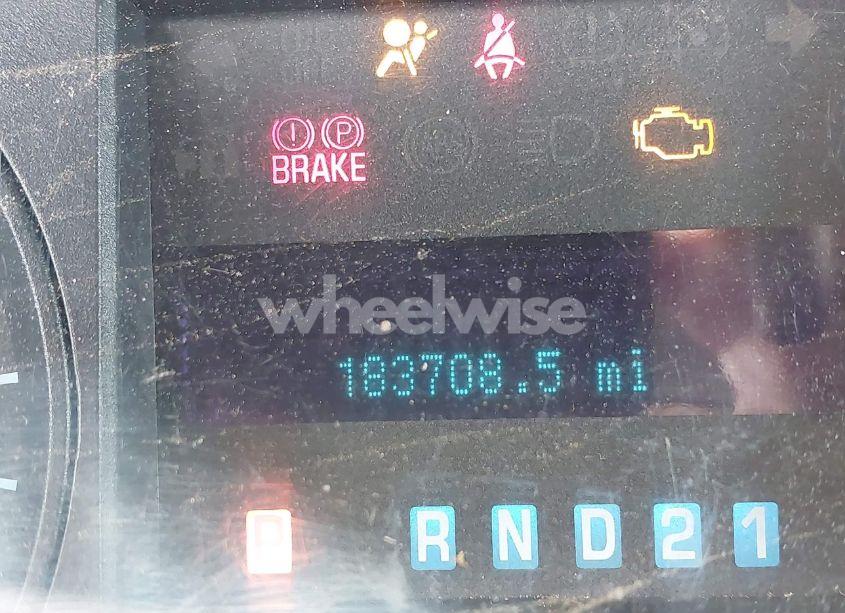 BRAKE
wheelwise
183708.5 mi
P R N D 2 1